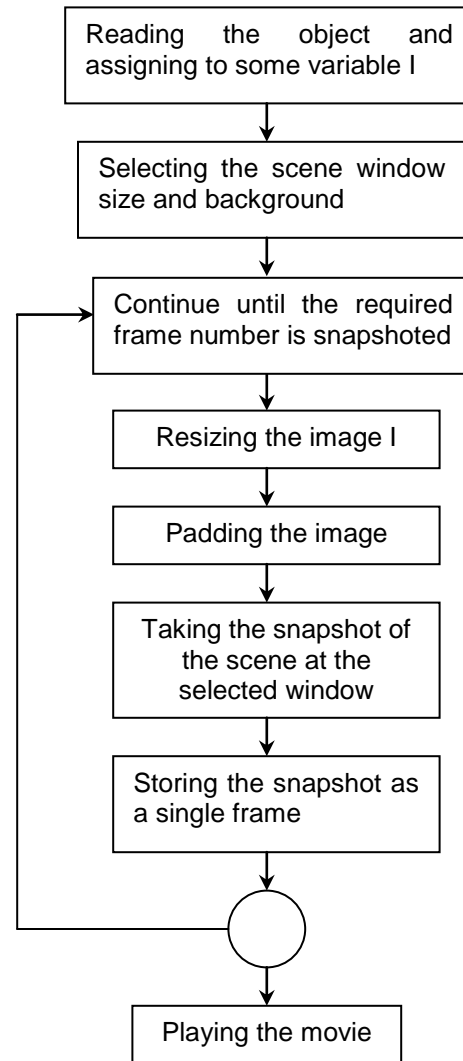 Reading the object and
assigning to some variable I
Selecting the scene window
size and background
Continue until the required
frame number is snapshoted
Resizing the image I
Padding the image
Taking the snapshot of
the scene at the
selected window
Storing the snapshot as
a single frame
Playing the movie